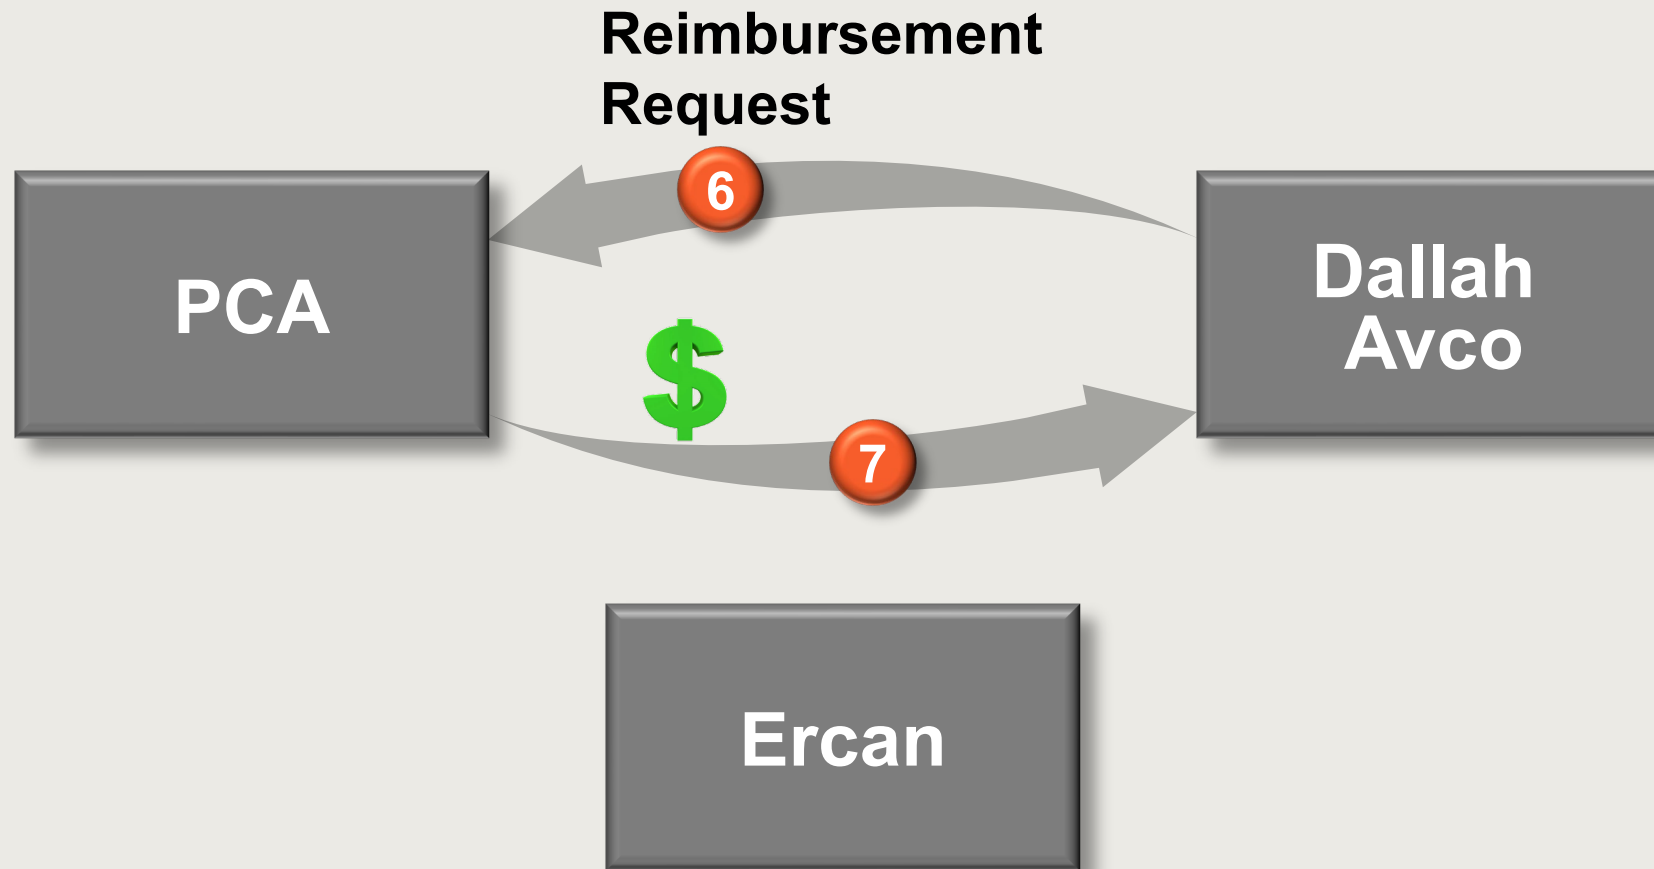 Reimbursement
Request
6
PCA
Dallah
Avco
$
7
Ercan